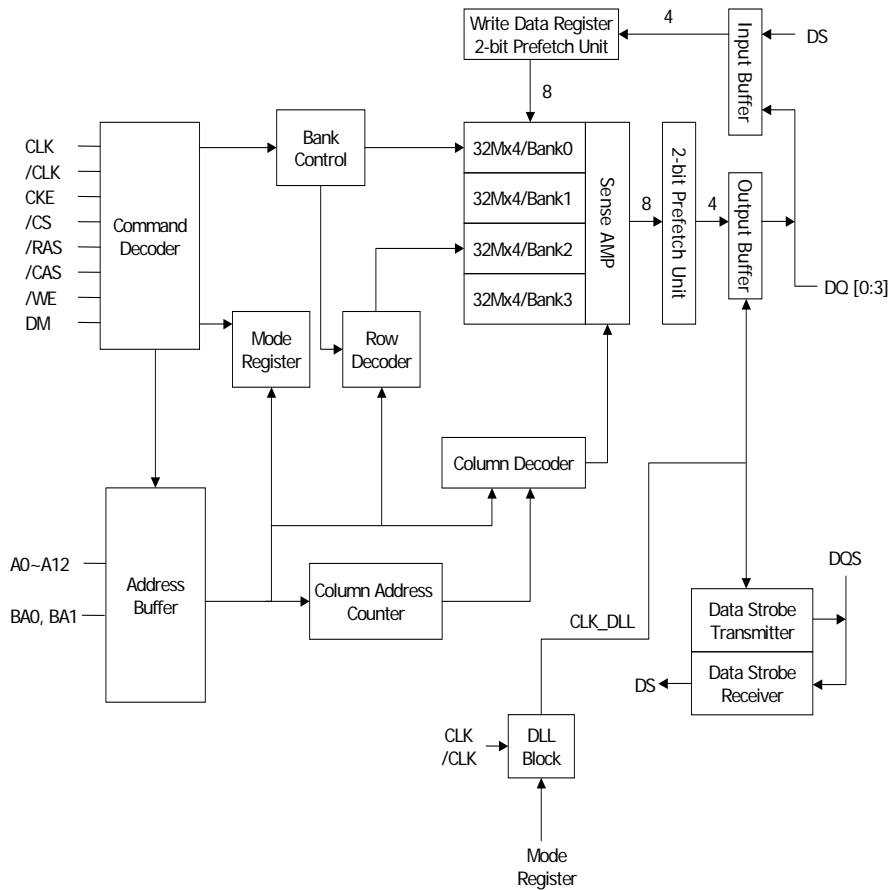 Write Data Register
2-bit Prefetch Unit
4
Input Buffer
DS
8
Bank
Control
CLK
/CLK
CKE
/CS
/RAS
/CAS
/WE
DM
Command
Decoder
32Mx4/Bank0
32Mx4/Bank1
32Mx4/Bank2
32Mx4/Bank3
Sense AMP
8
2-bit Prefetch Unit
4
Output Buffer
DQ [0:3]
Mode
Register
Row
Decoder
Column Decoder
A0~A12
BA0, BA1
Address
Buffer
Column Address
Counter
CLK_DLL
DQS
Data Strobe
Transmitter
Data Strobe
Receiver
DS
CLK
/CLK
DLL
Block
Mode
Register